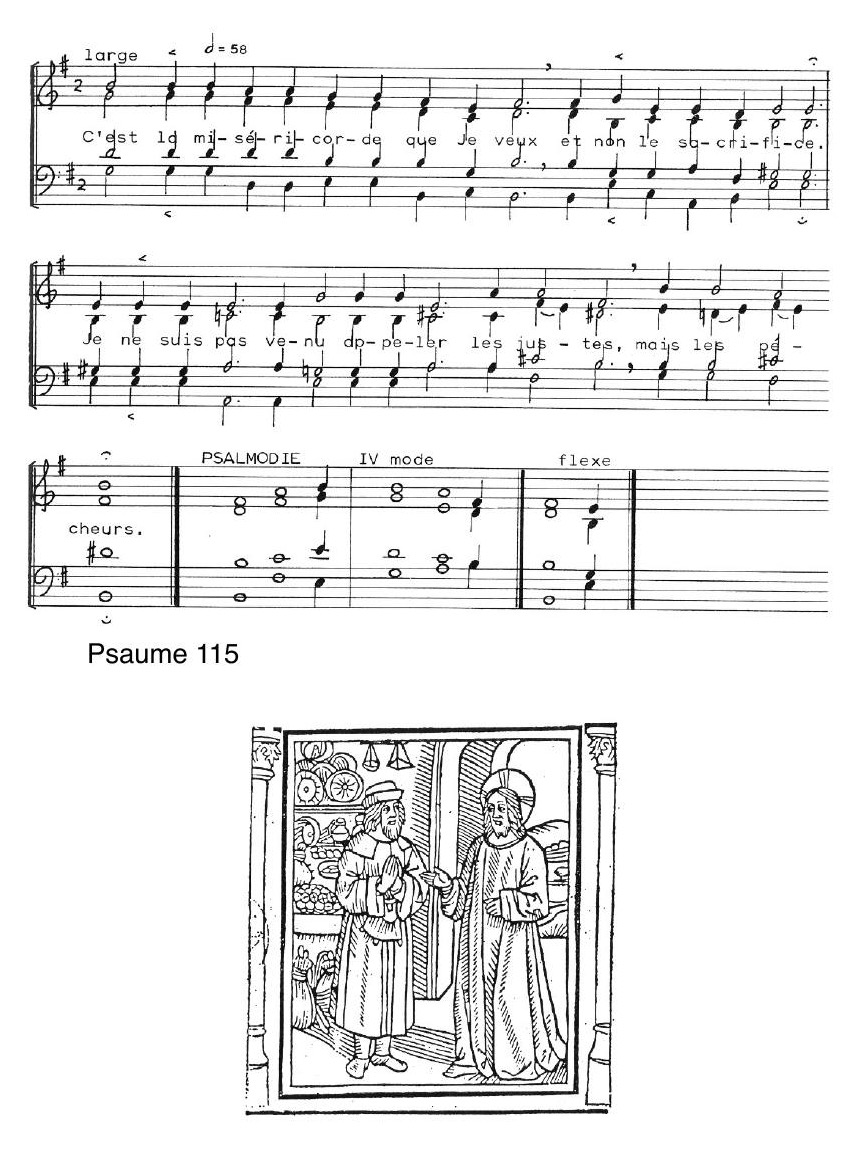 large 𝅗𝅥 = 58
C'est la mi-sé-ri-cor-de que Je veux et non le sa-cri-fi-ce.
Je ne suis pas ve-nu ap-pe-ler les jus-tes, mais les pé-
PSALMODIE IV mode flexe
cheurs.
Psaume 115